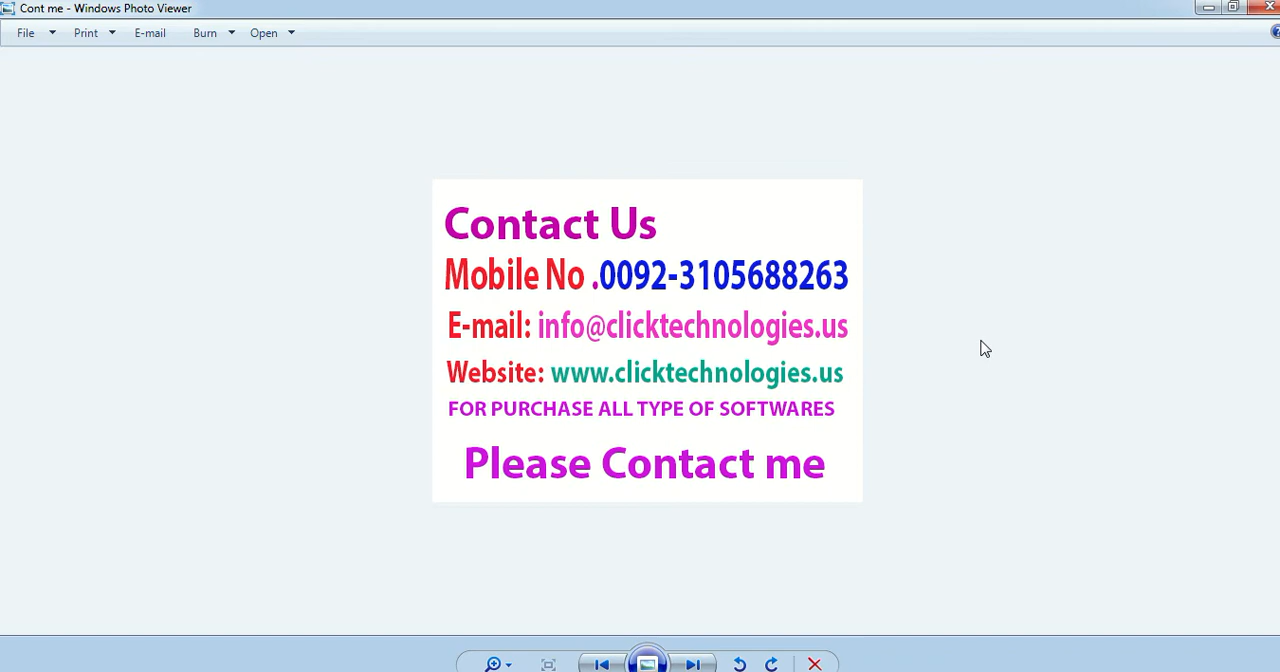 Cont me - Windows Photo Viewer
File Print E-mail Burn Open
Contact Us
Mobile No .0092-3105688263
E-mail: info@clicktechnologies.us
Website: www.clicktechnologies.us
FOR PURCHASE ALL TYPE OF SOFTWARES
Please Contact me